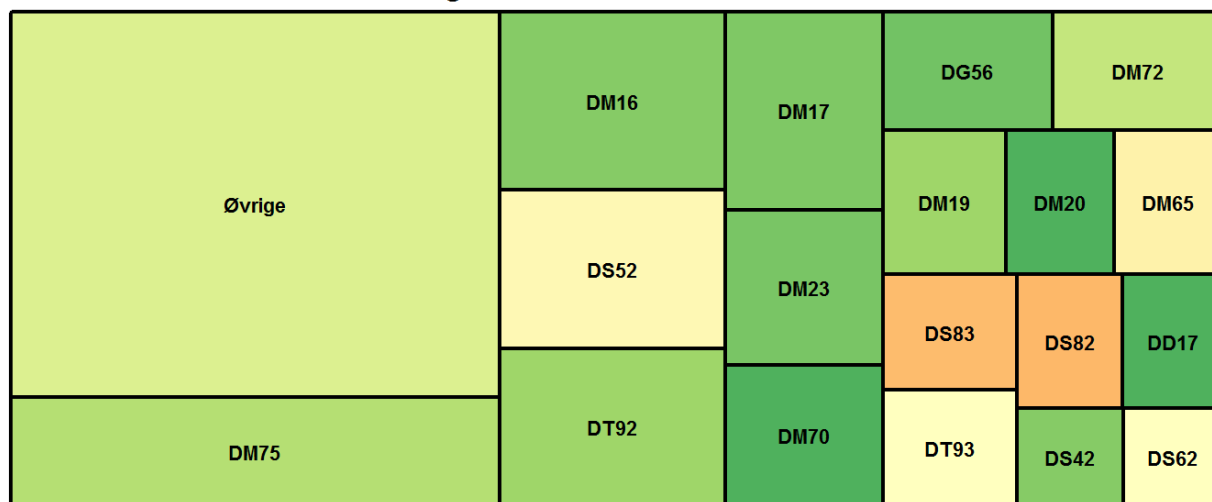 Øvrige
DM75
DM16
DS52
DT92
DM17
DM23
DM70
DG56
DM72
DM19
DM20
DM65
DS83
DS82
DD17
DT93
DS42
DS62